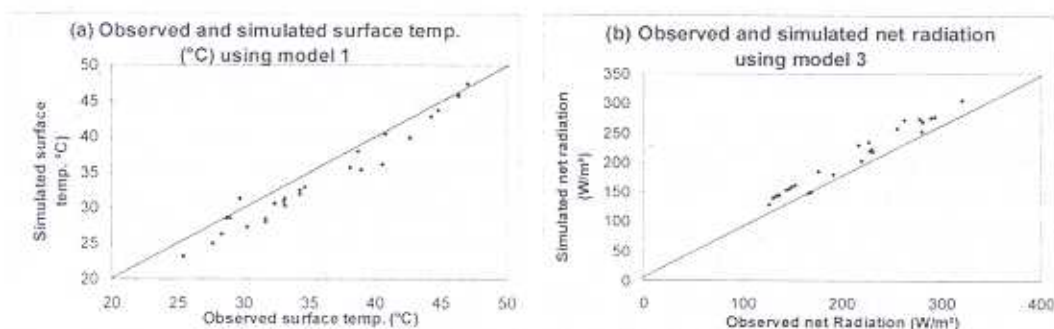 (a) Observed and simulated surface temp.
(°C) using model 1
50
45
40
35
30
25
20
Simulated surface
temp. °C)
20 25 30 35 40 45 50
Observed surface temp. (°C)
(b) Observed and simulated net radiation
using model 3
350
300
250
200
150
100
50
0
Simulated net radiation
(W/m²)
0 100 200 300 400
Observed net Radiation (W/m²)